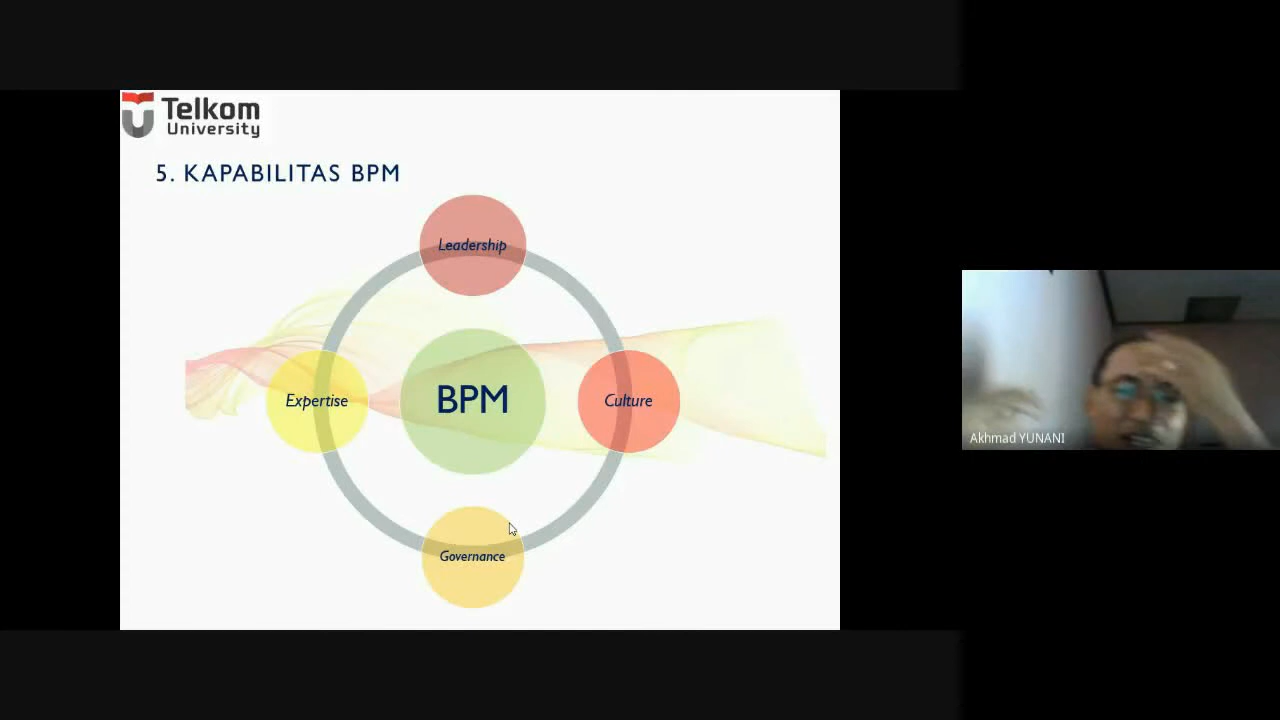 Telkom
University
5. KAPABILITAS BPM
Leadership
Expertise
BPM
Culture
Governance
Akhmad YUNANI